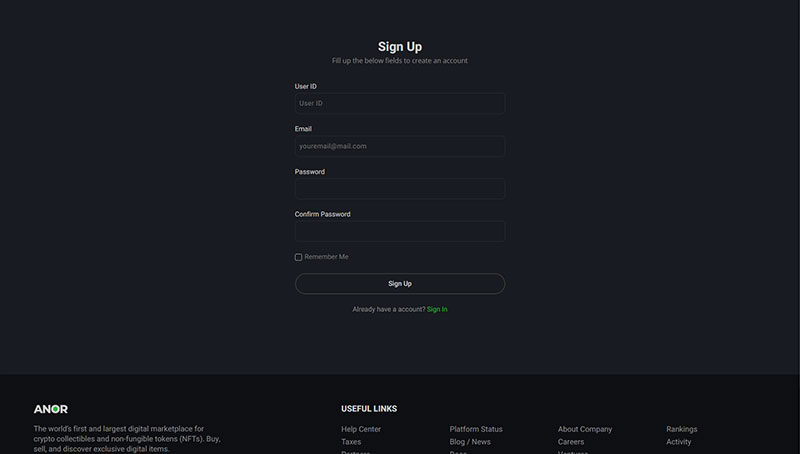 Sign Up
Fill up the below fields to create an account
User ID
User ID
Email
youremail@mail.com
Password
Confirm Password
Remember Me
Sign Up
Already have a account? Sign In
ANOR
The world's first and largest digital marketplace for
crypto collectibles and non-fungible tokens (NFTs). Buy,
sell, and discover exclusive digital items.
USEFUL LINKS
Help Center
Platform Status
About Company
Rankings
Taxes
Blog / News
Careers
Activity
Partners
Ventures